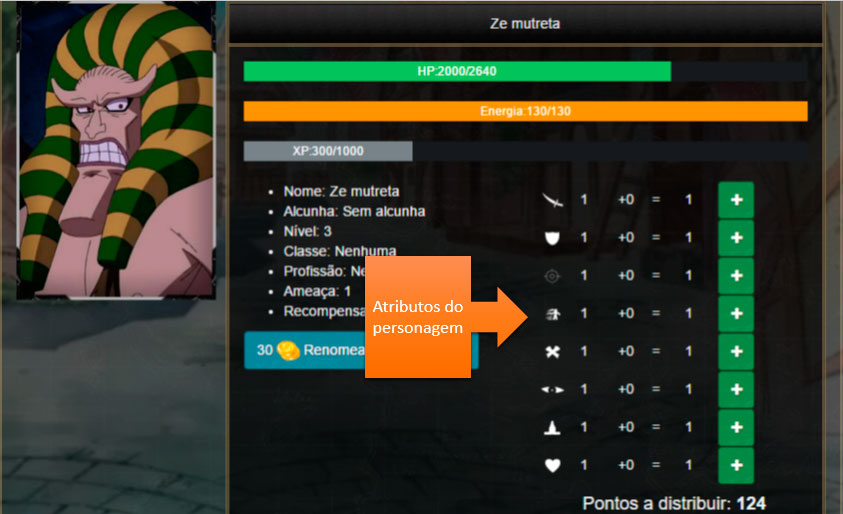 Ze mutreta
HP:2000/2640
Energia:130/130
XP:300/1000
Nome: Ze mutreta
Alcunha: Sem alcunha
Nível: 3
Classe: Nenhuma
Profissão: Ne
Ameaça: 1
Recompensa
30 Renomea
Atributos do
personagem
1 +0 = 1 +
1 +0 = 1 +
1 +0 = 1 +
1 +0 = 1 +
1 +0 = 1 +
1 +0 = 1 +
1 +0 = 1 +
1 +0 = 1 +
Pontos a distribuir: 124